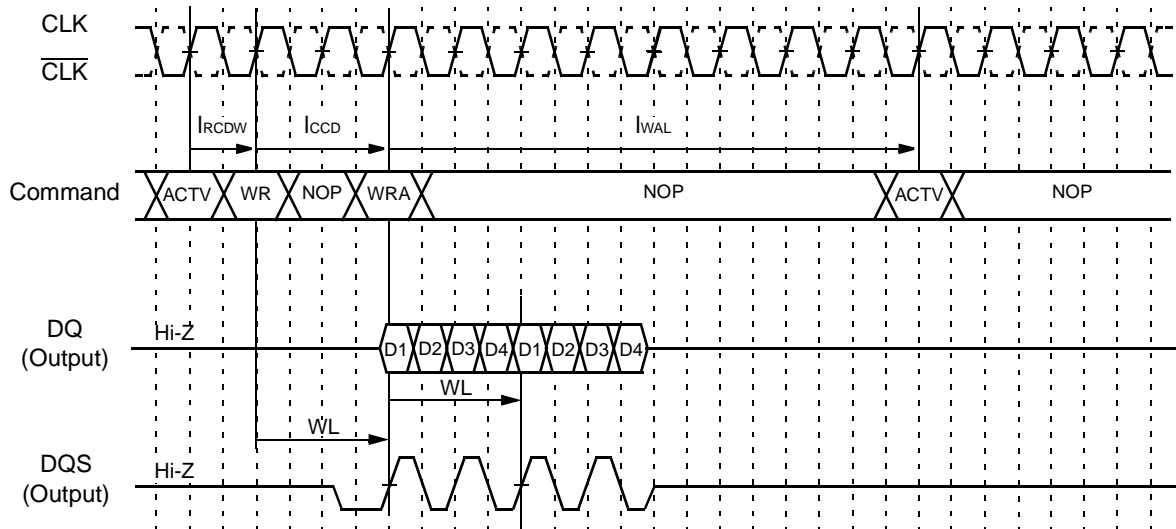 CLK
CLK
IRCDW ICCD IWAL
Command ACTV WR NOP WRA NOP ACTV NOP
DQ
(Output)
Hi-Z
D1 D2 D3 D4 D1 D2 D3 D4
WL
WL
DQS
(Output)
Hi-Z